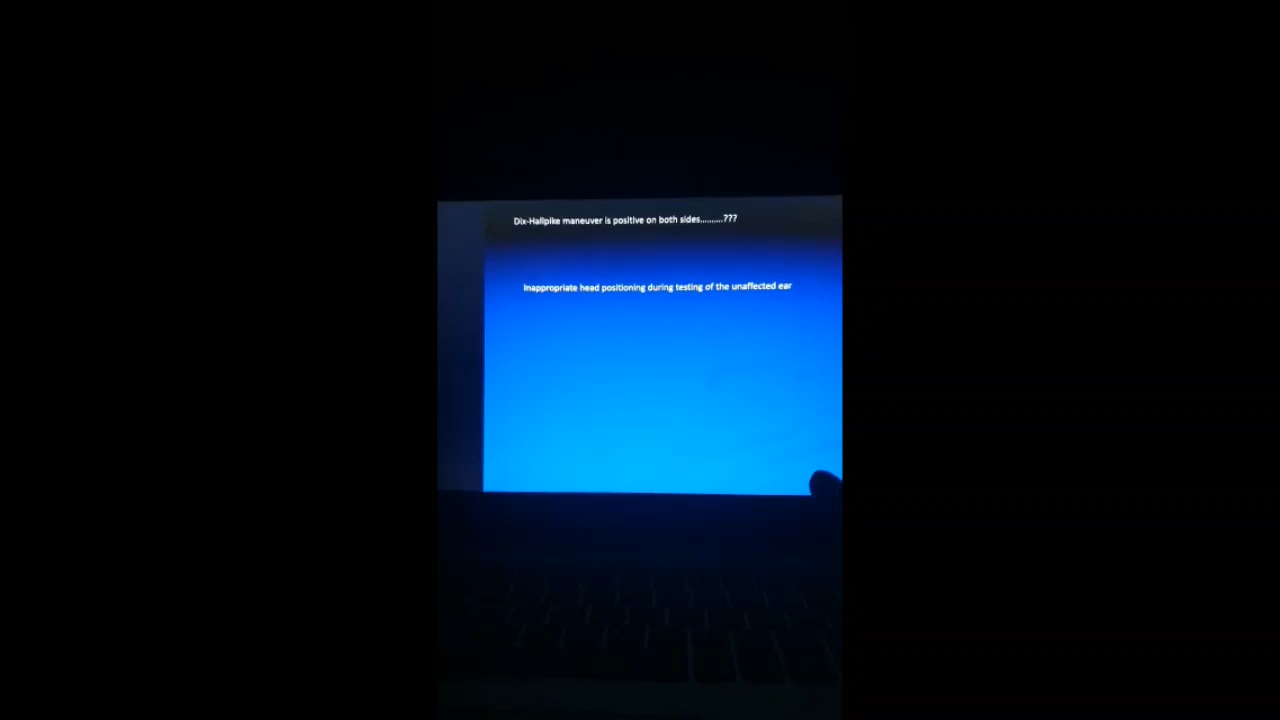 Dix-Hallpike maneuver is positive on both sides.........???
Inappropriate head positioning during testing of the unaffected ear